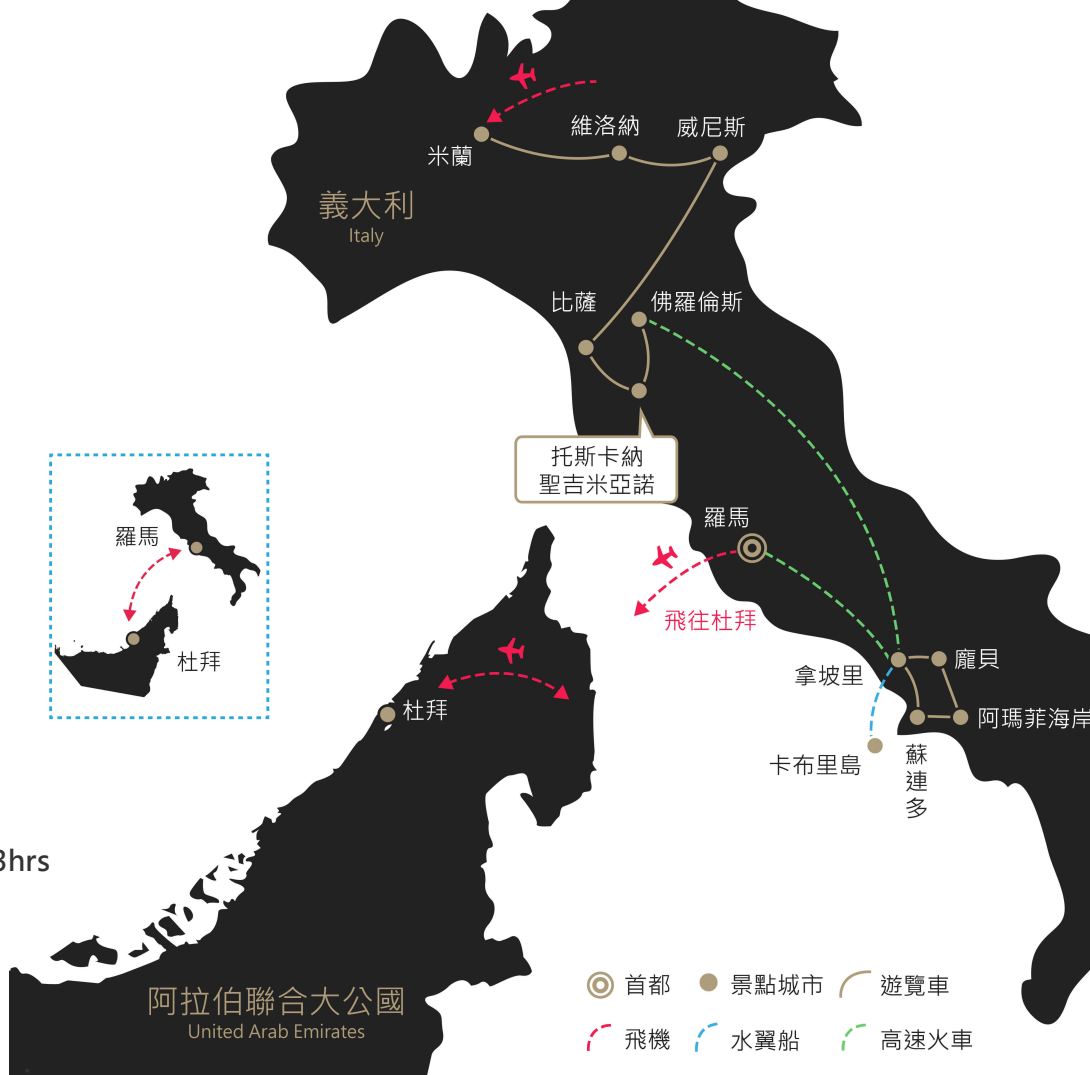 維洛納
威尼斯
米蘭
義大利
Italy
比薩
佛羅倫斯
托斯卡納
聖吉米亞諾
羅馬
飛往杜拜
羅馬
杜拜
拿坡里
龐貝
阿瑪菲海岸
卡布里島
蘇連多
杜拜
3hrs
阿拉伯聯合大公國
United Arab Emirates
首都
景點城市
遊覽車
飛機
水翼船
高速火車